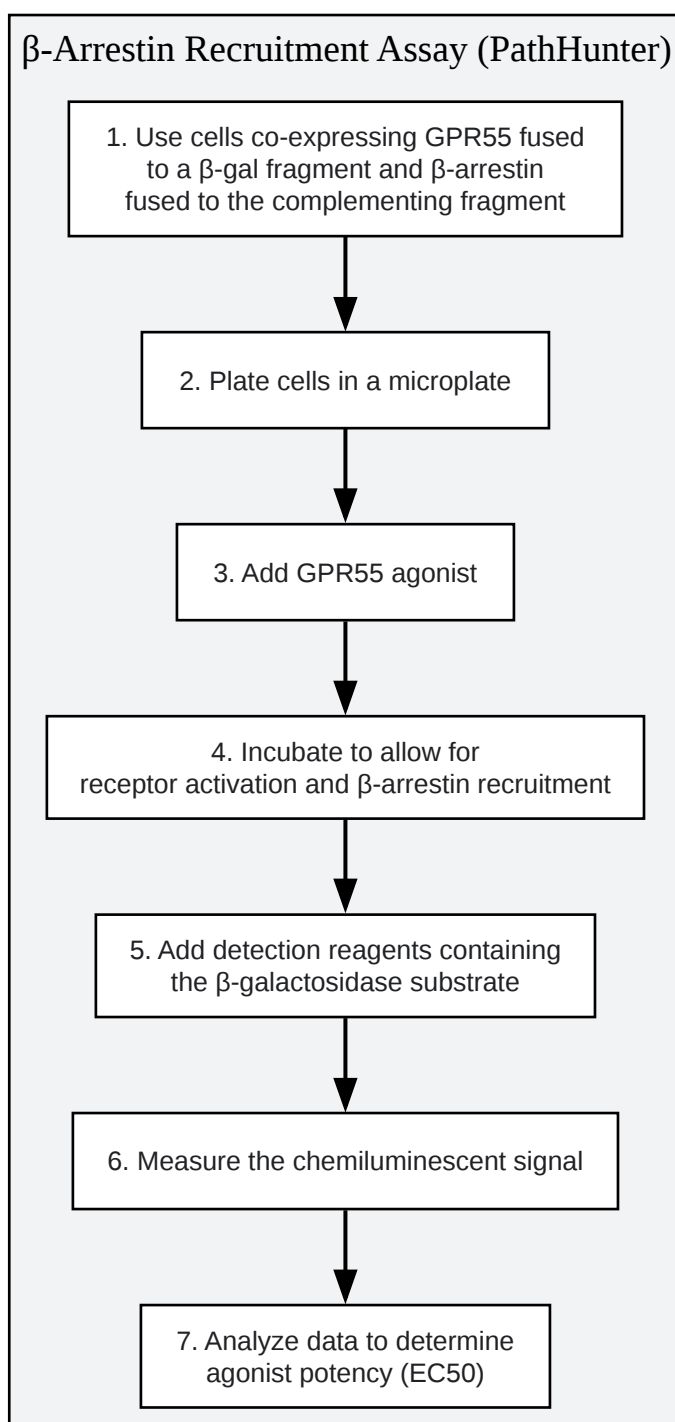 β-Arrestin Recruitment Assay (PathHunter)
1. Use cells co-expressing GPR55 fused
to a β-gal fragment and β-arrestin
fused to the complementing fragment
2. Plate cells in a microplate
3. Add GPR55 agonist
4. Incubate to allow for
receptor activation and β-arrestin recruitment
5. Add detection reagents containing
the β-galactosidase substrate
6. Measure the chemiluminescent signal
7. Analyze data to determine
agonist potency (EC50)